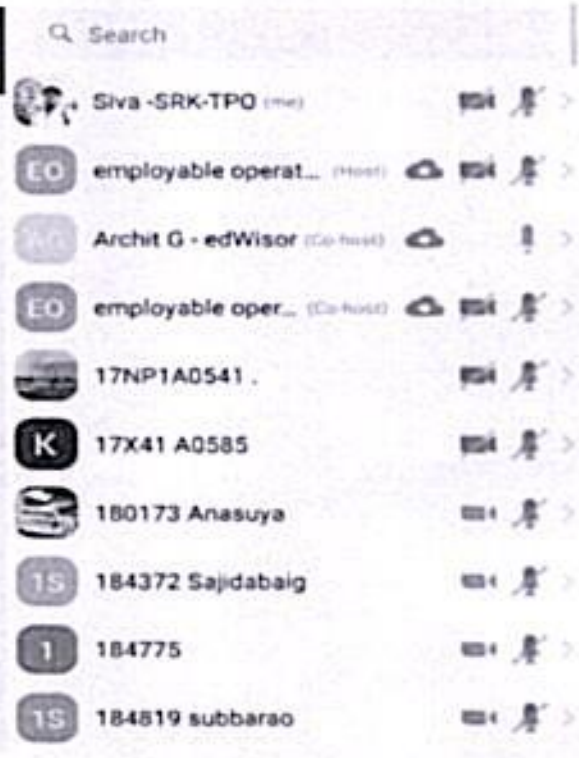 Search
Siva -SRK-TPO (me)
EO employable operat... (Host)
Archit G - edWisor (Co-host)
EO employable oper... (Co-host)
17NP1A0541 .
K 17X41 A0585
180173 Anasuya
1S 184372 Sajidabaig
1 184775
1S 184819 subbarao